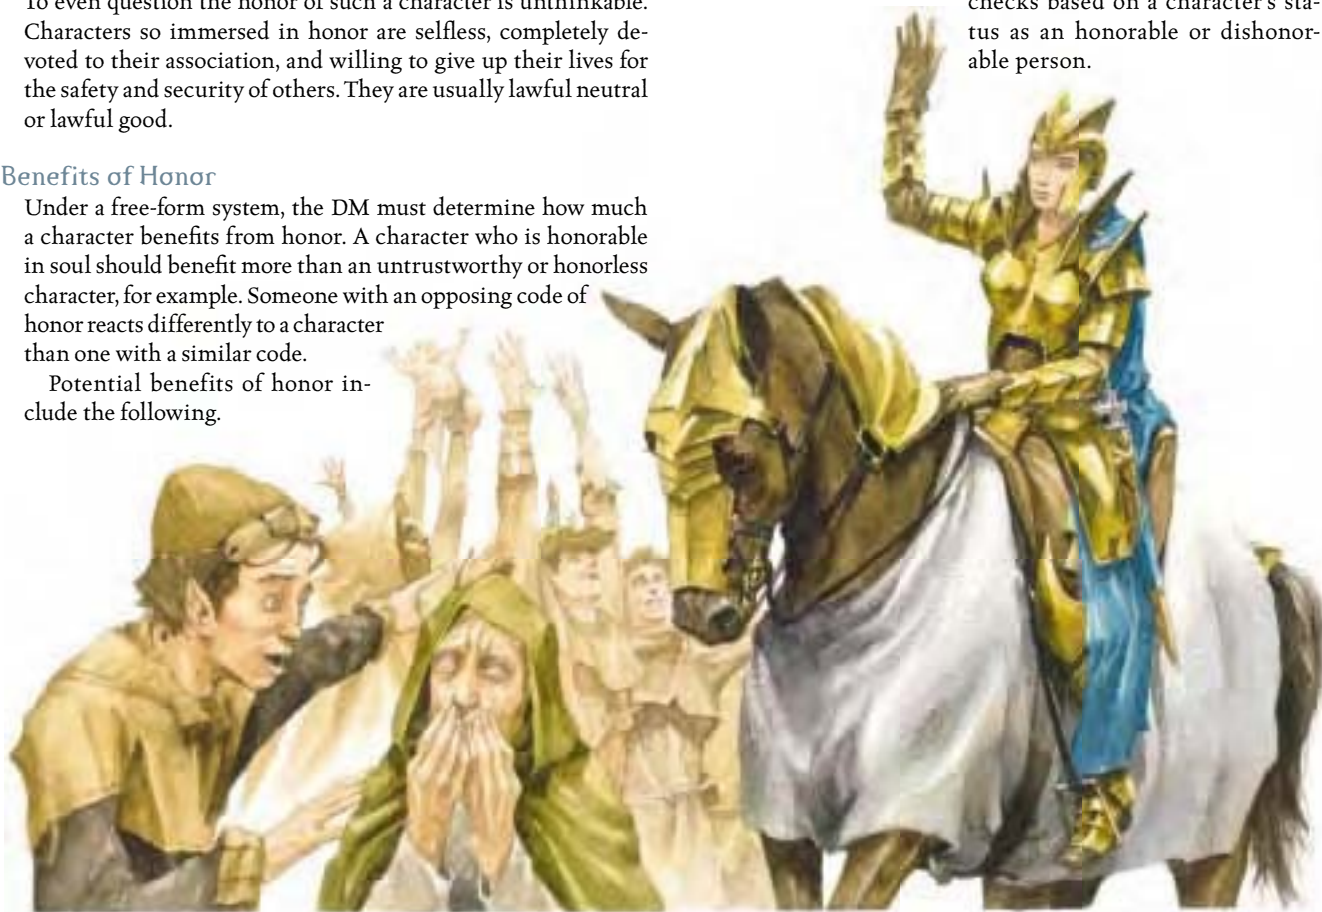 To even question the honor of such a character is unthinkable.
Characters so immersed in honor are selfless, completely de-
voted to their association, and willing to give up their lives for
the safety and security of others. They are usually lawful neutral
or lawful good.
Benefits of Honor
Under a free-form system, the DM must determine how much
a character benefits from honor. A character who is honorable
in soul should benefit more than an untrustworthy or honorless
character, for example. Someone with an opposing code of
honor reacts differently to a character
than one with a similar code.
Potential benefits of honor in-
clude the following.
checks based on a character's sta-
tus as an honorable or dishonor-
able person.